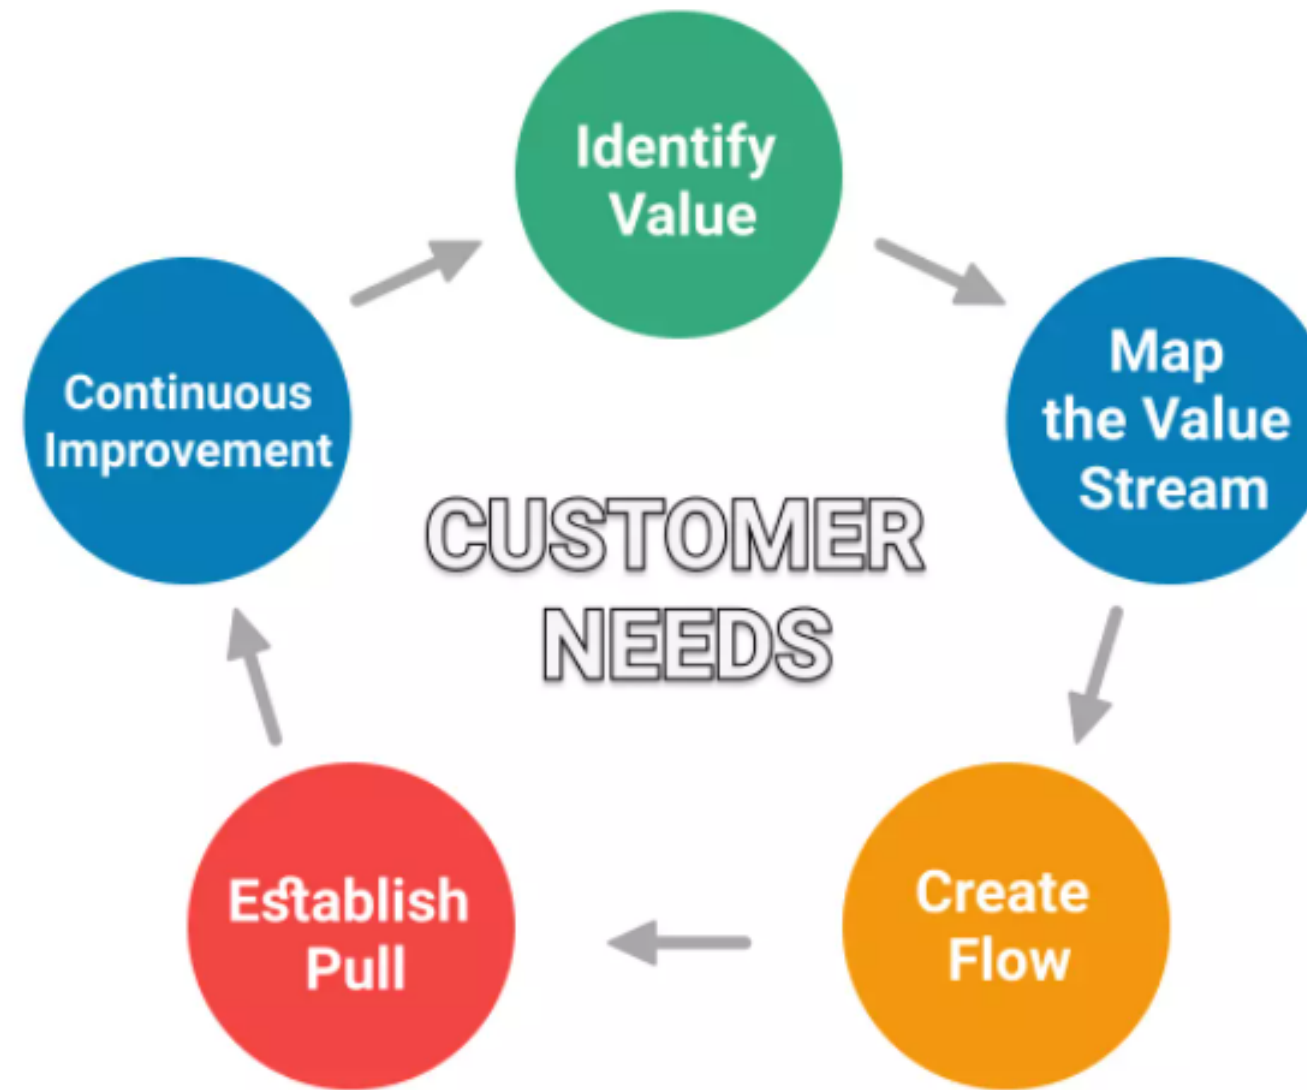 Identify
Value
Map
the Value
Stream
Create
Flow
Establish
Pull
Continuous
Improvement
CUSTOMER
NEEDS